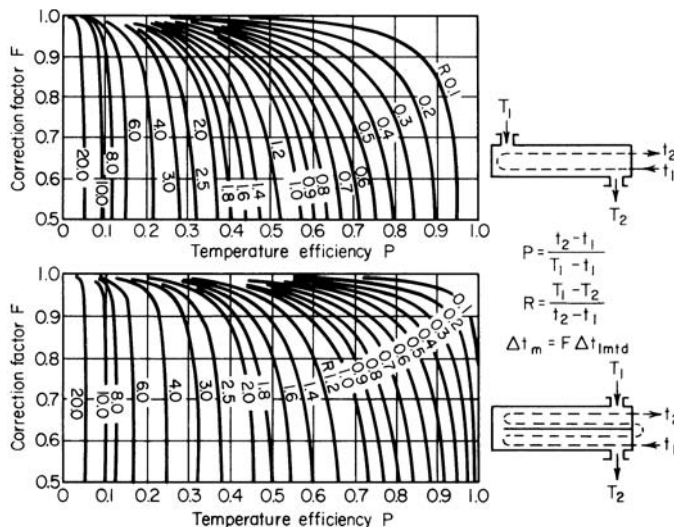 Correction factor F
1.0
0.9
0.8
0.7
0.6
0.5
20.0
10.0
8.0
6.0
4.0
3.0
2.5
2.0
1.8
1.6
1.4
1.2
1.0
0.9
0.8
0.7
0.6
0.5
0.4
0.3
0.2
R 0.1
0 0.1 0.2 0.3 0.4 0.5 0.6 0.7 0.8 0.9 1.0
Temperature efficiency P
T₁
t₂
t₁
T₂
P = (t₂ - t₁) / (T₁ - t₁)
R = (T₁ - T₂) / (t₂ - t₁)
Δtₘ = F Δtlmtd
Correction factor F
1.0
0.9
0.8
0.7
0.6
0.5
20.0
10.0
8.0
6.0
4.0
3.0
2.5
2.0
1.8
1.6
1.4
R 1.2
1.0
0.9
0.8
0.7
0.6
0.5
0.4
0.3
0.2
0.1
0 0.1 0.2 0.3 0.4 0.5 0.6 0.7 0.8 0.9 1.0
Temperature efficiency P
T₁
t₂
t₁
T₂